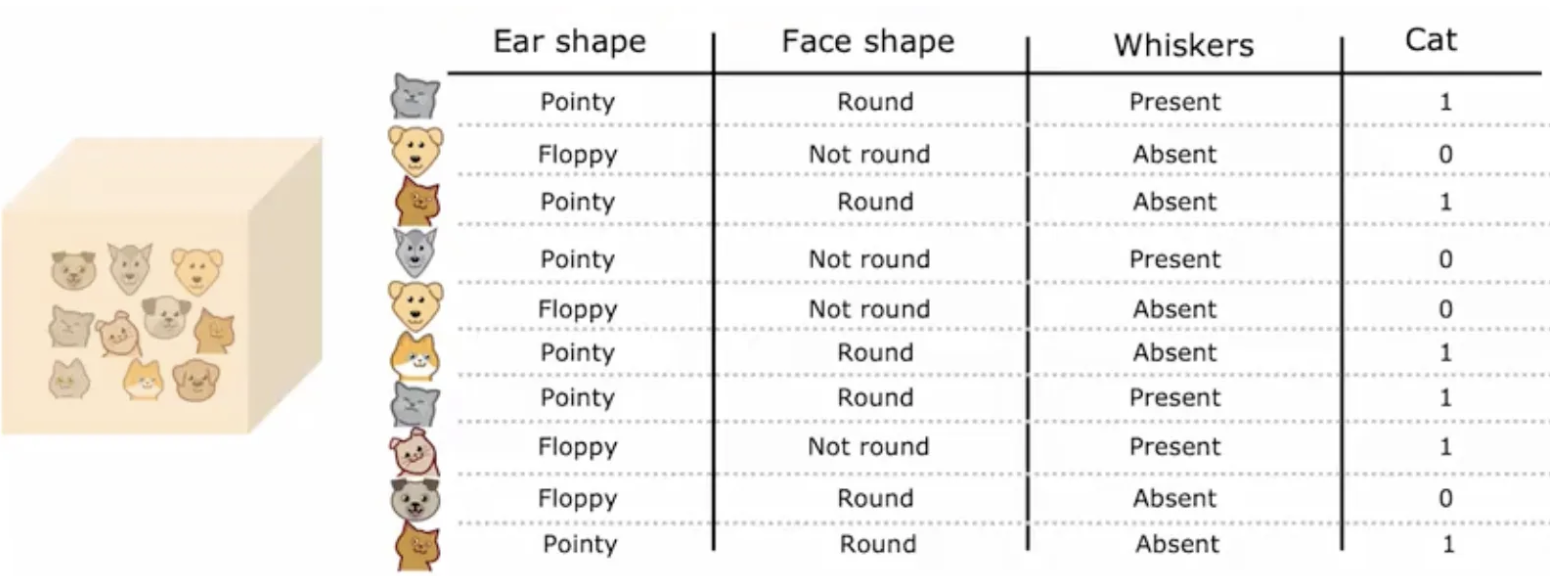 Ear shape Face shape Whiskers Cat
Pointy Round Present 1
Floppy Not round Absent 0
Pointy Round Absent 1
Pointy Not round Present 0
Floppy Not round Absent 0
Pointy Round Absent 1
Pointy Round Present 1
Floppy Not round Present 1
Floppy Round Absent 0
Pointy Round Absent 1